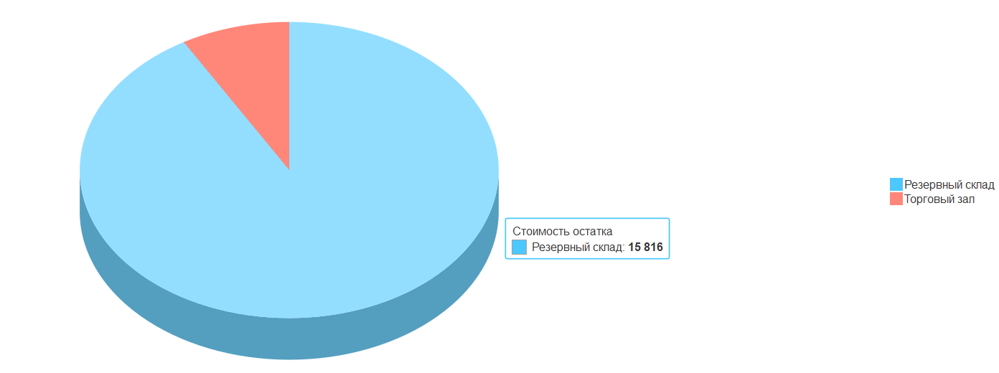 Резервный склад
Торговый зал
Стоимость остатка
Резервный склад: 15 816